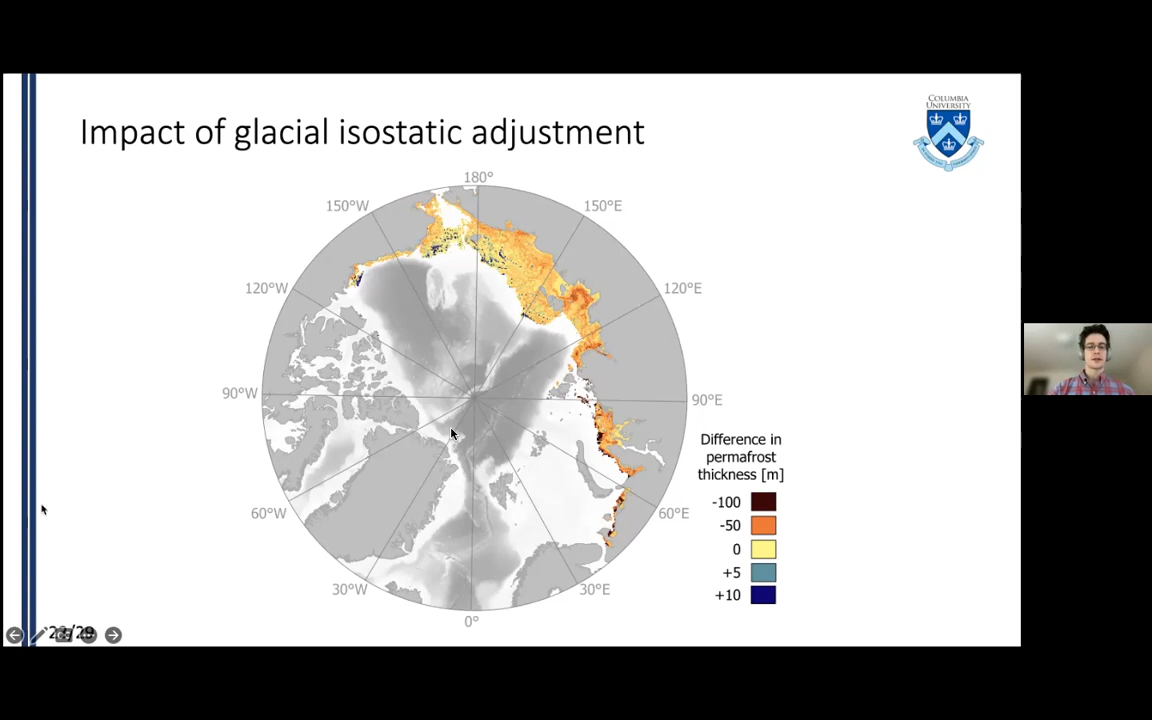 COLUMBIA
UNIVERSITY
Impact of glacial isostatic adjustment
180°
150°W
150°E
120°W
120°E
90°W
90°E
Difference in
permafrost
thickness [m]
-100
-50
0
+5
+10
60°W
60°E
30°W
30°E
0°
/29